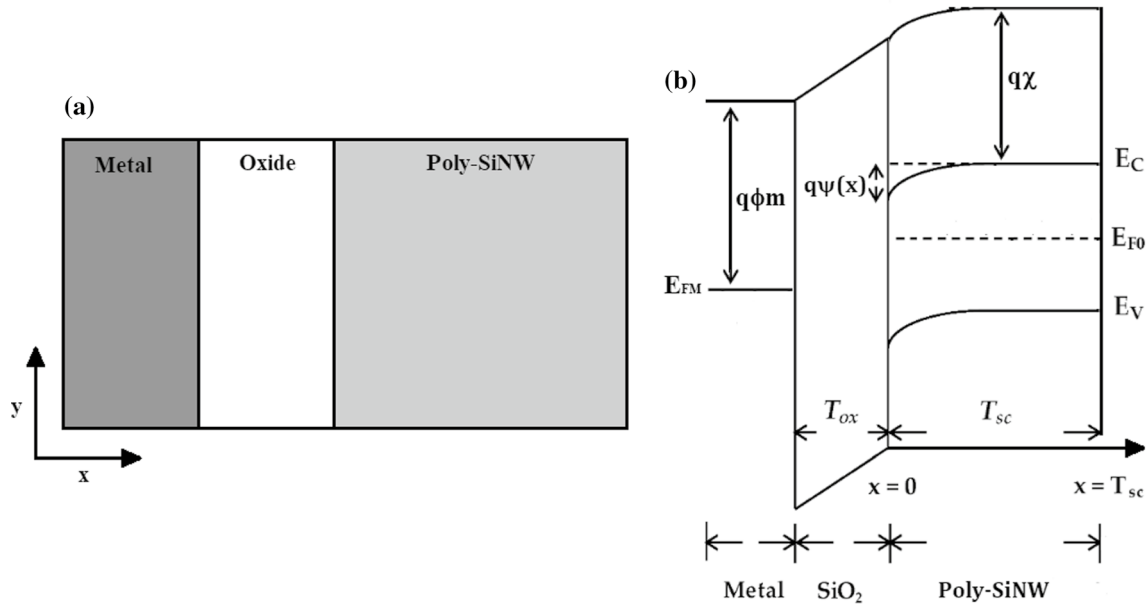 (a)
Metal
Oxide
Poly-SiNW
y
x
(b)
qχ
E_C
qψ(x)
qϕm
E_F0
E_FM
E_V
T_ox
T_sc
x = 0
x = T_sc
Metal
SiO₂
Poly-SiNW